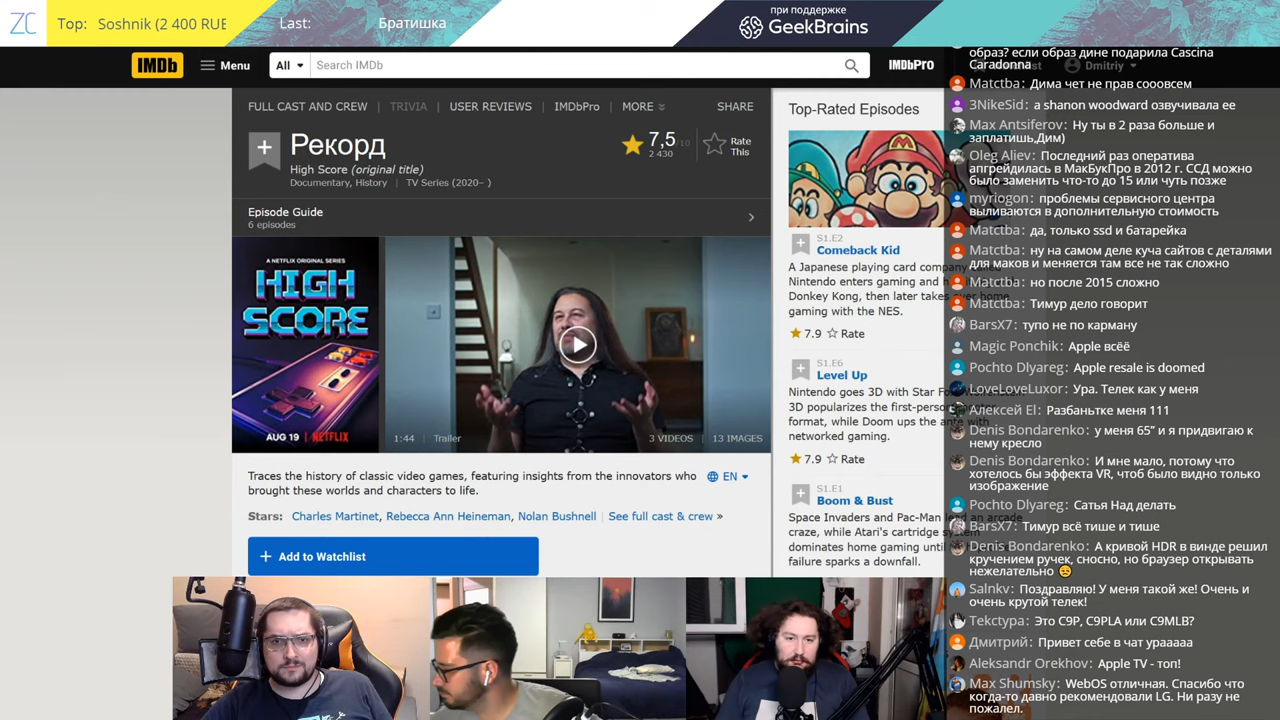 ZC
Top: Soshnik (2 400 RUE
Last: Братишка
при поддержке
GeekBrains
IMDb
Menu
All
Search IMDb
IMDbPro
Dmitriy
FULL CAST AND CREW
TRIVIA
USER REVIEWS
IMDbPro
MORE
SHARE
Рекорд
High Score (original title)
Documentary, History | TV Series (2020– )
7,5/10
2 430
Rate
This
Episode Guide
6 episodes
A NETFLIX ORIGINAL SERIES
HIGH
SCORE
AUG 19 | NETFLIX
1:44 | Trailer
3 VIDEOS | 13 IMAGES
Traces the history of classic video games, featuring insights from the innovators who
brought these worlds and characters to life.
EN
Stars: Charles Martinet, Rebecca Ann Heineman, Nolan Bushnell | See full cast & crew »
+ Add to Watchlist
Top-Rated Episodes
S1.E2
Comeback Kid
A Japanese playing card company called
Nintendo enters gaming and
Donkey Kong, then later takes over home
gaming with the NES.
7.9 Rate
S1.E6
Level Up
Nintendo goes 3D with Star
3D popularizes the first-person
format, while Doom ups the ante with
networked gaming.
7.9 Rate
S1.E1
Boom & Bust
Space Invaders and Pac-Man lead an arcade
craze, while Atari's cartridge system
dominates home gaming until
failure sparks a downfall.
образ? если образ дине подарила Cascina
Caradonna
Matctba: Дима чет не прав сооовсем
3NikeSid: a shanon woodward озвучивала ее
Max Antsiferov: Ну ты в 2 раза больше и
заплатишь,Дим)
Oleg Aliev: Последний раз оператива
апгрейдилась в МакБукПро в 2012 г. ССД можно
было заменить что-то до 15 или чуть позже
myriogon: проблемы сервисного центра
выливаются в дополнительную стоимость
Matctba: да, только ssd и батарейка
Matctba: ну на самом деле куча сайтов с деталями
для маков и меняется там все не так сложно
Matctba: но после 2015 сложно
Matctba: Тимур дело говорит
BarsX7: тупо не по карману
Magic Ponchik: Apple всёё
Pochto Dlyareg: Apple resale is doomed
LoveLoveLuxor: Ура. Телек как у меня
Алексей El: Разбаньтке меня 111
Denis Bondarenko: у меня 65” и я придвигаю к
нему кресло
Denis Bondarenko: И мне мало, потому что
хотелось бы эффекта VR, чтоб было видно только
изображение
Pochto Dlyareg: Сатья Над делать
BarsX7: Тимур всё тише и тише
Denis Bondarenko: А кривой HDR в винде решил
кручением ручек, сносно, но браузер открывать
нежелательно 😞
Salnkv: Поздравляю! У меня такой же! Очень и
очень крутой телек!
Текстура: Это C9P, C9PLA или C9MLB?
Дмитрий: Привет себе в чат урааааа
Aleksandr Orekhov: Apple TV - топ!
Max Shumsky: WebOS отличная. Спасибо что
когда-то давно рекомендовали LG. Ни разу не
пожалел.